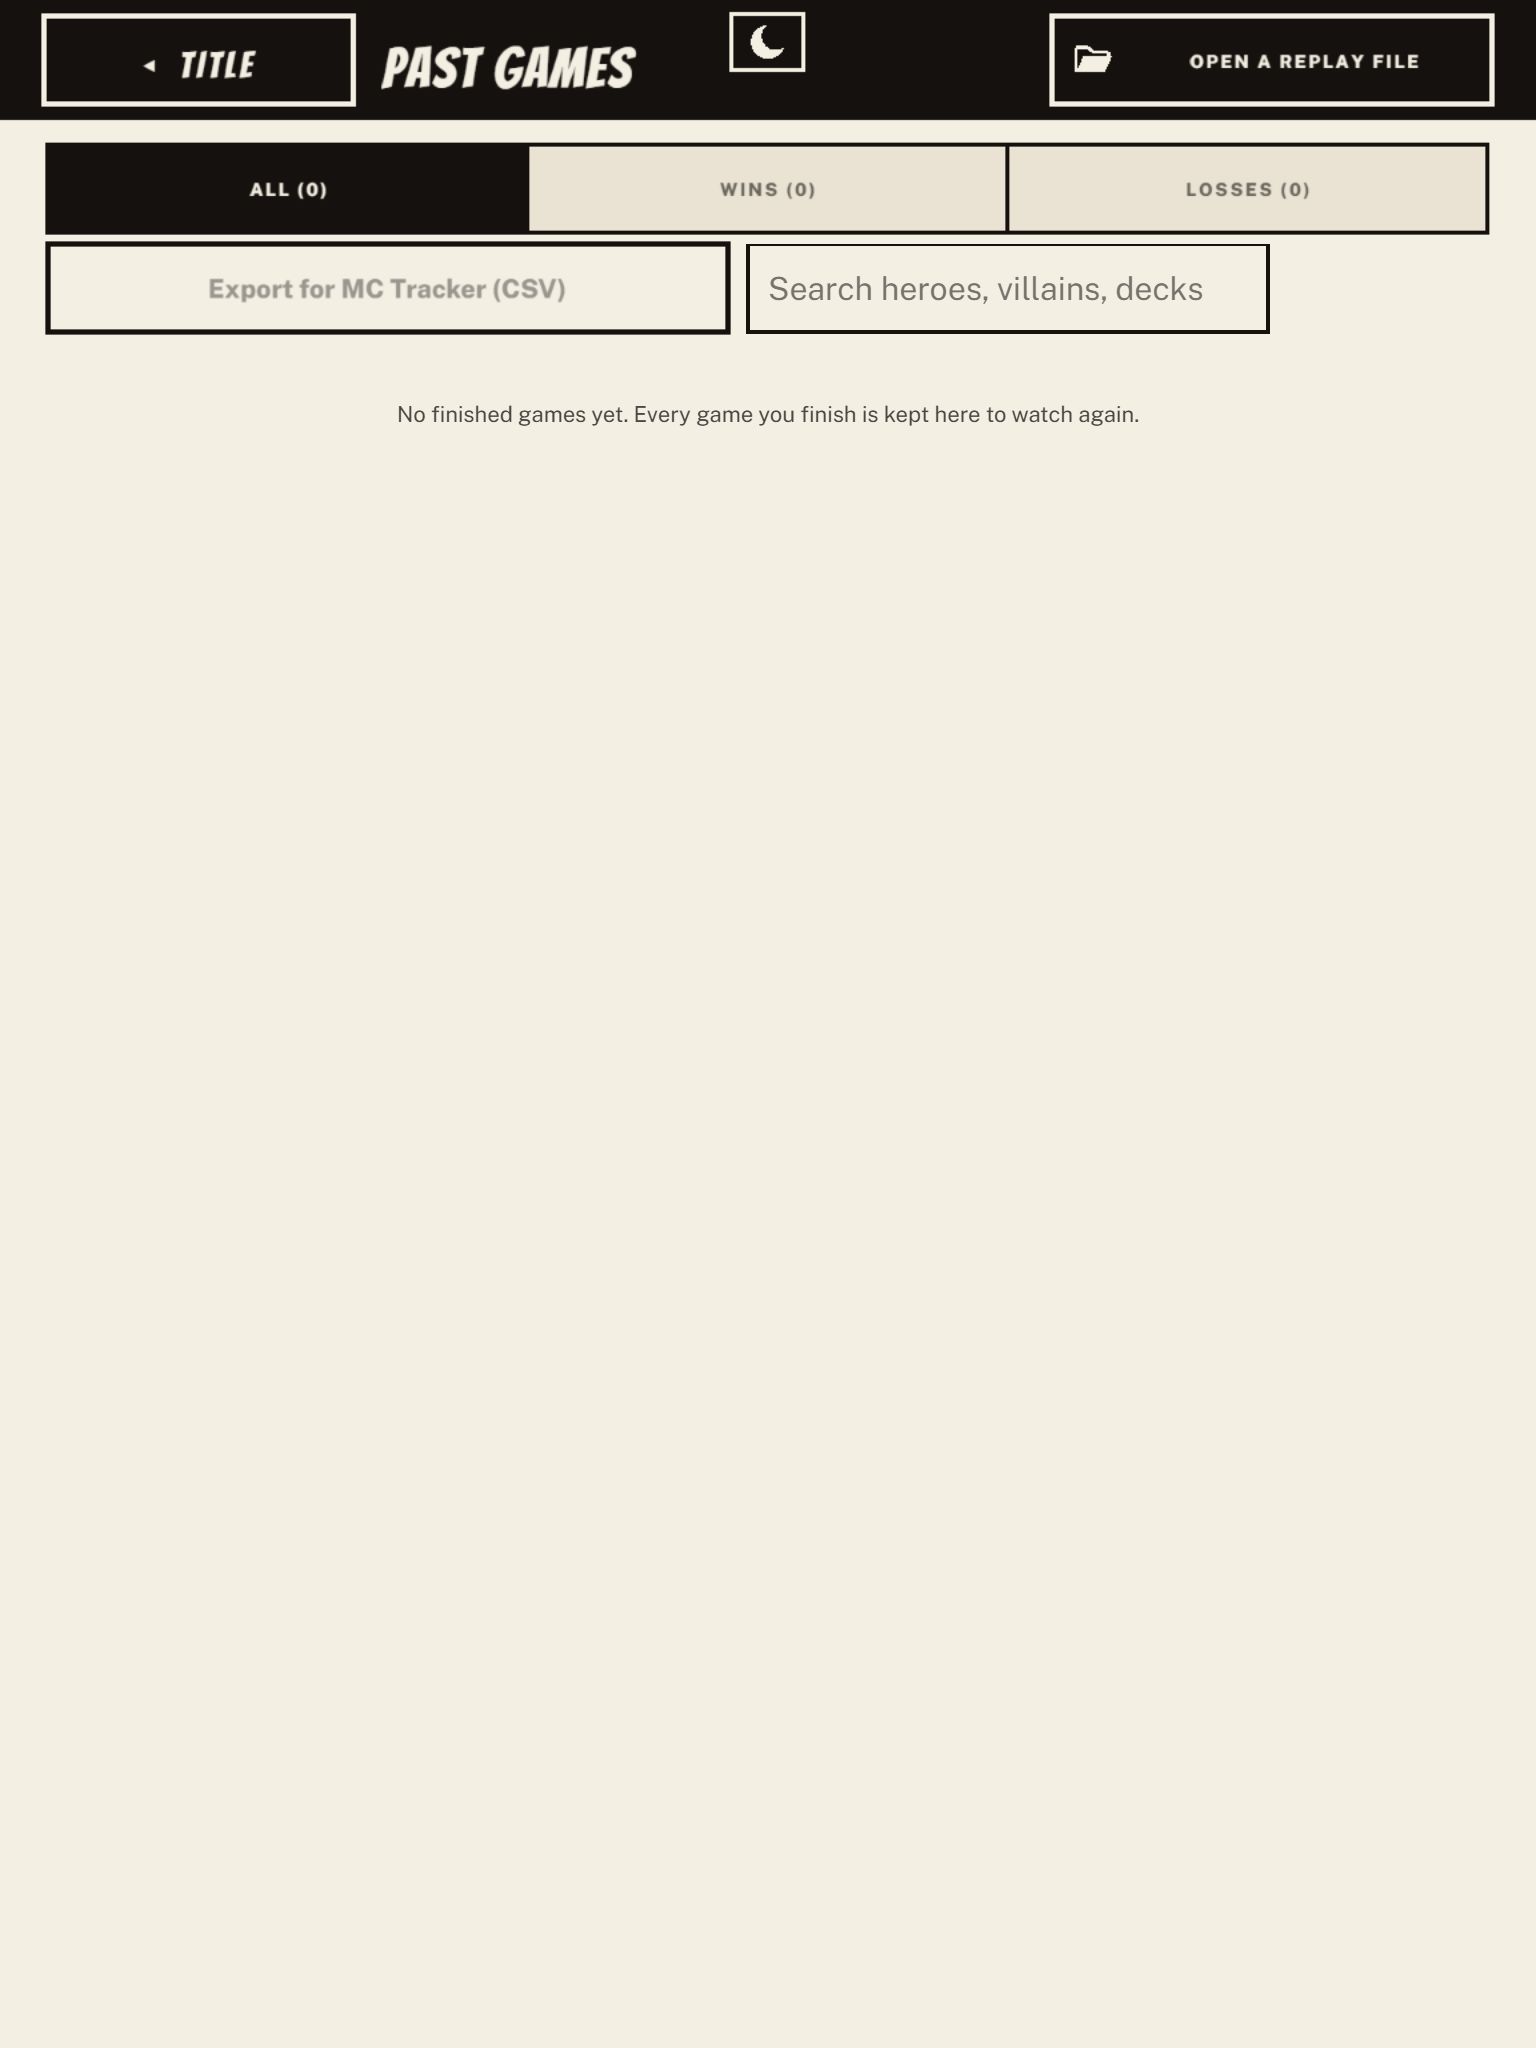 ◂ TITLE
PAST GAMES
OPEN A REPLAY FILE
ALL (0)
WINS (0)
LOSSES (0)
Export for MC Tracker (CSV)
Search heroes, villains, decks
No finished games yet. Every game you finish is kept here to watch again.